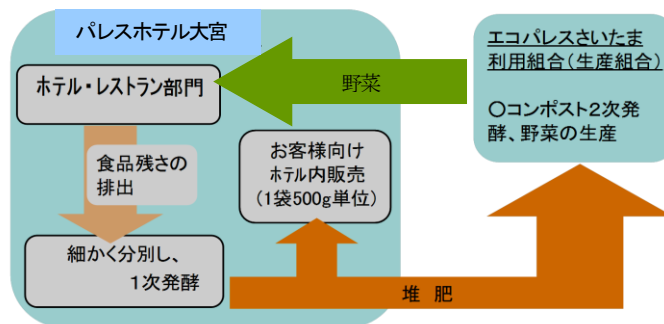 パレスホテル大宮
ホテル・レストラン部門
食品残さの
排出
細かく分別し、
1次発酵
お客様向け
ホテル内販売
(1袋500g単位)
野菜
エコパレスさいたま
利用組合(生産組合)
○コンポスト2次発
酵、野菜の生産
堆 肥